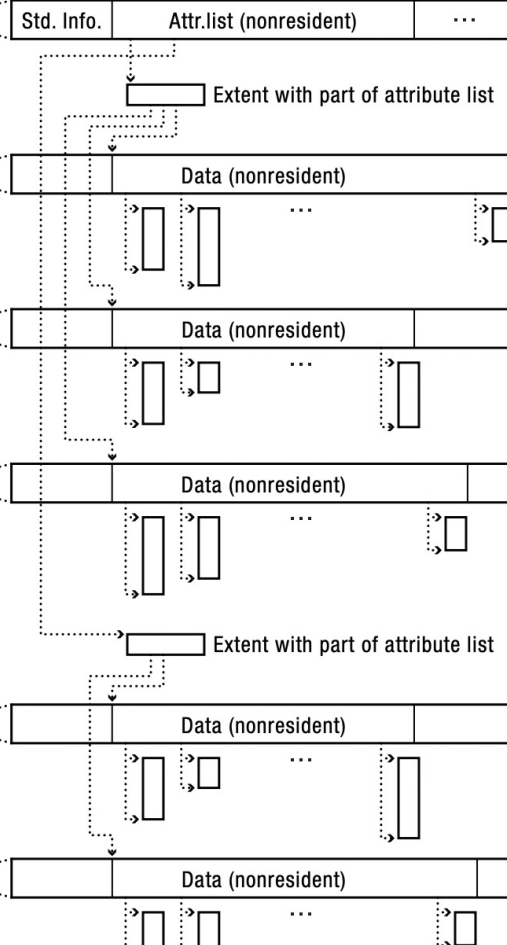 Std. Info. Attr.list (nonresident) ...
Extent with part of attribute list
Data (nonresident)
...
Data (nonresident)
...
Data (nonresident)
...
Extent with part of attribute list
Data (nonresident)
...
Data (nonresident)
...